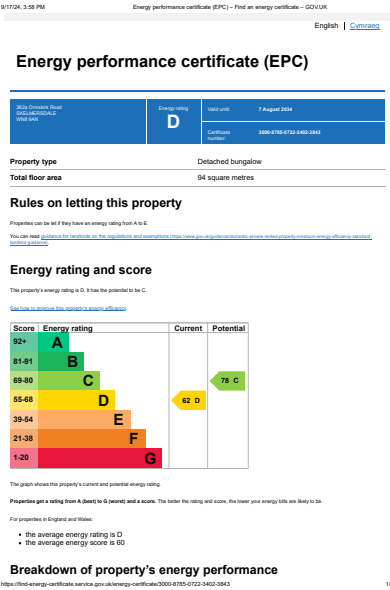 9/17/24, 3:58 PM Energy performance certificate (EPC) – Find an energy certificate – GOV.UK
English | Cymraeg
Energy performance certificate (EPC)
362a Ormskirk Road
SKELMERSDALE
WN8 9AN
Energy rating
D
Valid until: 7 August 2034
Certificate number: 3000-8785-0722-3402-3843
Property type Detached bungalow
Total floor area 94 square metres
Rules on letting this property
Properties can be let if they have an energy rating from A to E.
You can read guidance for landlords on the regulations and exemptions (https://www.gov.uk/guidance/domestic-private-rented-property-minimum-energy-efficiency-standard-
landlord-guidance).
Energy rating and score
This property's energy rating is D. It has the potential to be C.
See how to improve this property's energy efficiency.
Score Energy rating Current Potential
92+ A
81-91 B
69-80 C 78 C
55-68 D 62 D
39-54 E
21-38 F
1-20 G
The graph shows this property's current and potential energy rating.
Properties get a rating from A (best) to G (worst) and a score. The better the rating and score, the lower your energy bills are likely to be.
For properties in England and Wales:
• the average energy rating is D
• the average energy score is 60
Breakdown of property's energy performance
https://find-energy-certificate.service.gov.uk/energy-certificate/3000-8785-0722-3402-3843 1/